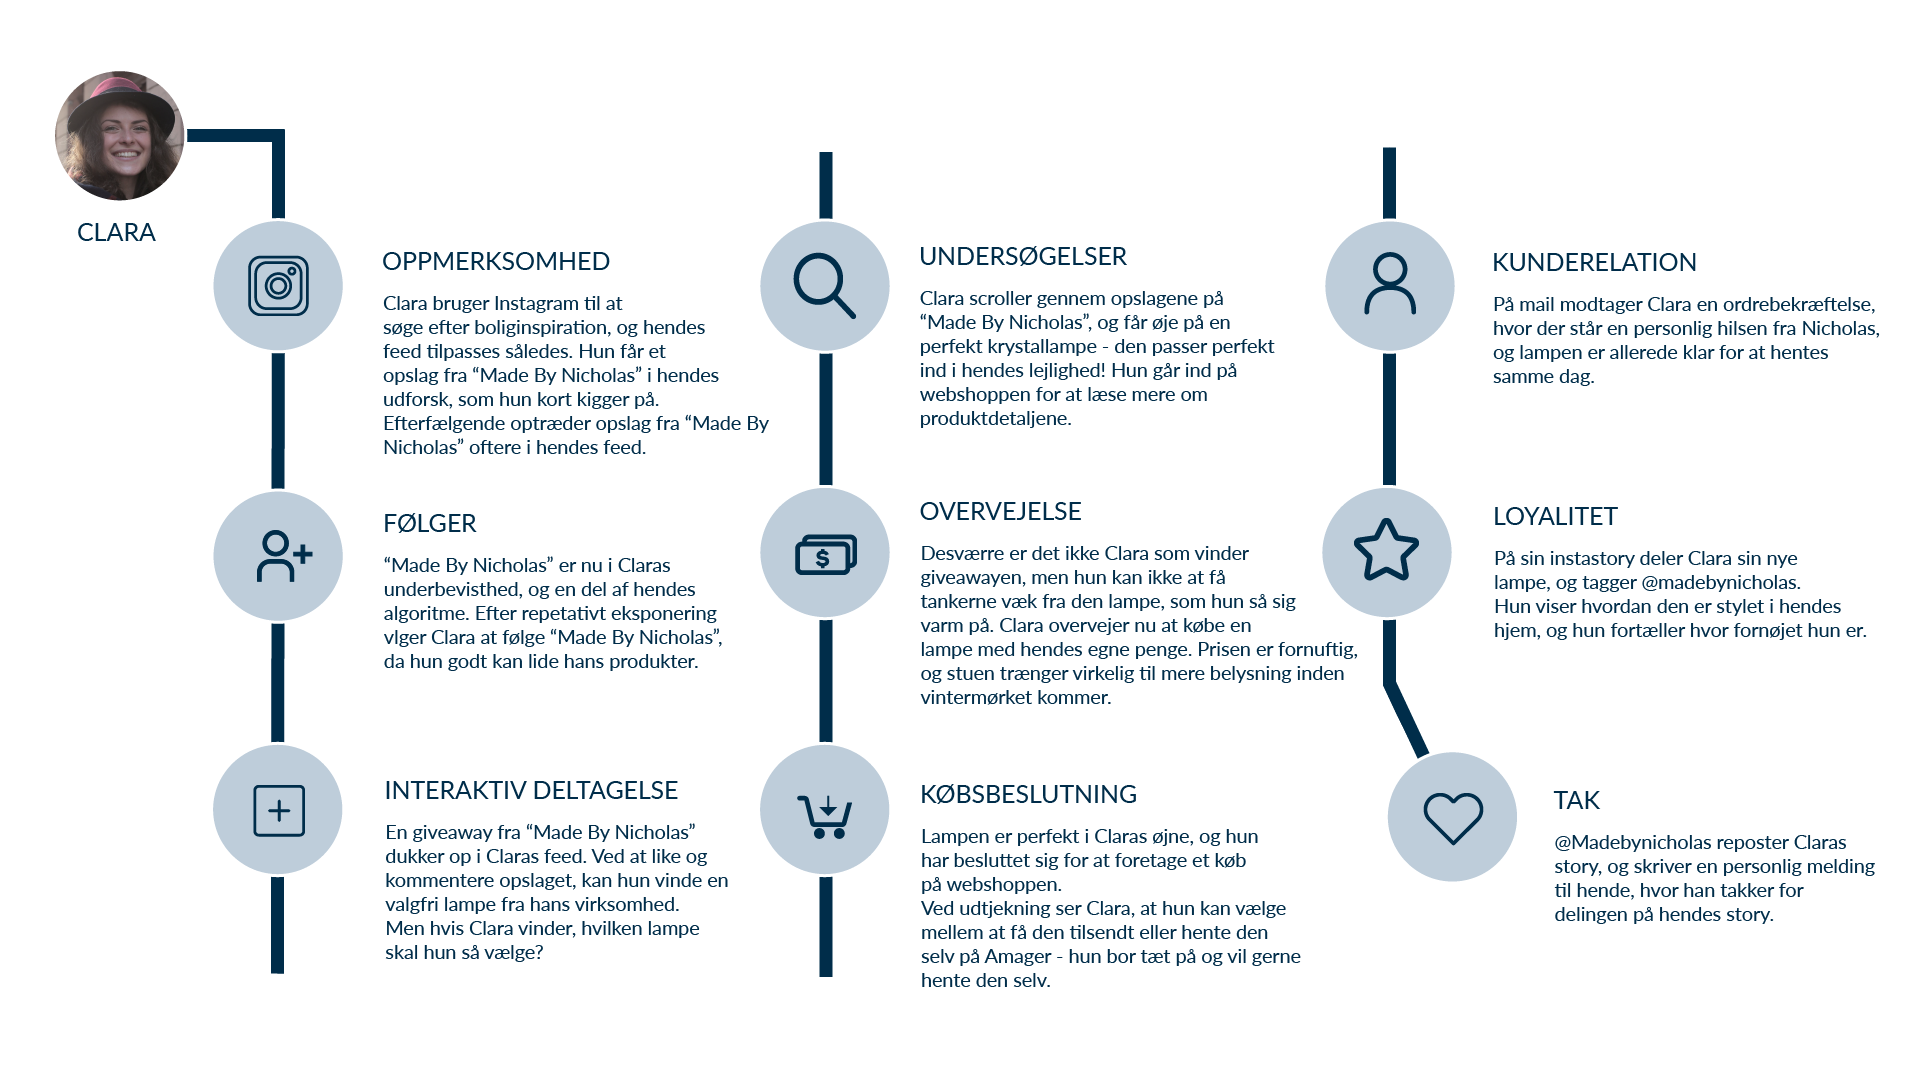 CLARA
OPPMERKSOMHED
Clara bruger Instagram til at
søge efter boliginspiration, og hendes
feed tilpasses således. Hun får et
opslag fra “Made By Nicholas” i hendes
udforsk, som hun kort kigger på.
Efterfælgende optræder opslag fra “Made By
Nicholas” oftere i hendes feed.
FØLGER
“Made By Nicholas” er nu i Claras
underbevisthed, og en del af hendes
algoritme. Efter repetativt eksponering
vlger Clara at følge “Made By Nicholas”,
da hun godt kan lide hans produkter.
INTERAKTIV DELTAGELSE
En giveaway fra “Made By Nicholas”
dukker op i Claras feed. Ved at like og
kommentere opslaget, kan hun vinde en
valgfri lampe fra hans virksomhed.
Men hvis Clara vinder, hvilken lampe
skal hun så vælge?
UNDERSØGELSER
Clara scroller gennem opslagene på
“Made By Nicholas”, og får øje på en
perfekt krystallampe - den passer perfekt
ind i hendes lejlighed! Hun går ind på
webshoppen for at læse mere om
produktdetaljene.
OVERVEJELSE
Desværre er det ikke Clara som vinder
giveawayen, men hun kan ikke at få
tankerne væk fra den lampe, som hun så sig
varm på. Clara overvejer nu at købe en
lampe med hendes egne penge. Prisen er fornuftig,
og stuen trænger virkelig til mere belysning inden
vintermørket kommer.
$
KØBSBESLUTNING
Lampen er perfekt i Claras øjne, og hun
har besluttet sig for at foretage et køb
på webshoppen.
Ved udtjekning ser Clara, at hun kan vælge
mellem at få den tilsendt eller hente den
selv på Amager - hun bor tæt på og vil gerne
hente den selv.
KUNDERELATION
På mail modtager Clara en ordrebekræftelse,
hvor der står en personlig hilsen fra Nicholas,
og lampen er allerede klar for at hentes
samme dag.
LOYALITET
På sin instastory deler Clara sin nye
lampe, og tagger @madebynicholas.
Hun viser hvordan den er stylet i hendes
hjem, og hun fortæller hvor fornøjet hun er.
TAK
@Madebynicholas reposter Claras
story, og skriver en personlig melding
til hende, hvor han takker for
delingen på hendes story.